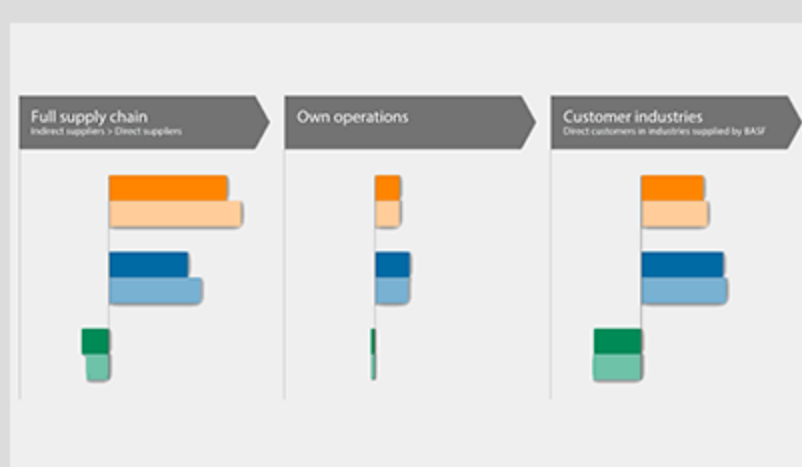 Full supply chain
Indirect suppliers > Direct suppliers
Own operations
Customer industries
Direct customers in industries supplied by BASF